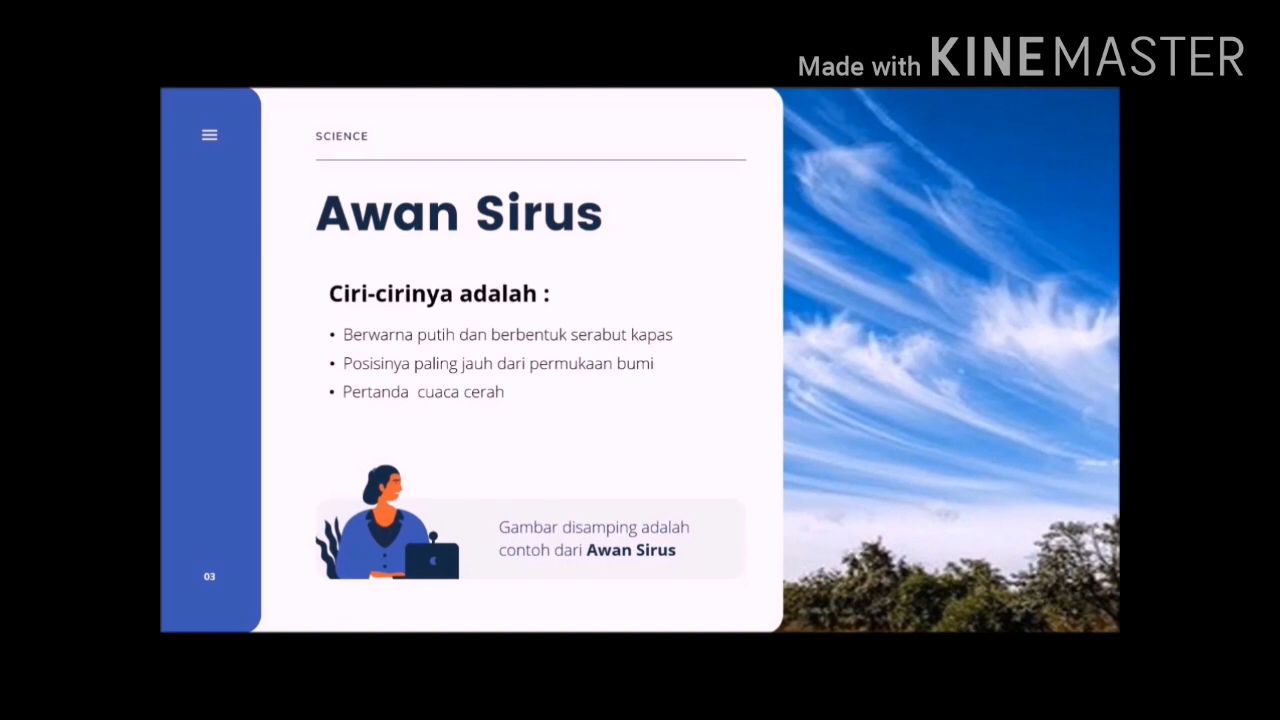 Made with KINEMASTER
SCIENCE
Awan Sirus
Ciri-cirinya adalah :
• Berwarna putih dan berbentuk serabut kapas
• Posisinya paling jauh dari permukaan bumi
• Pertanda cuaca cerah
Gambar disamping adalah
contoh dari Awan Sirus
03